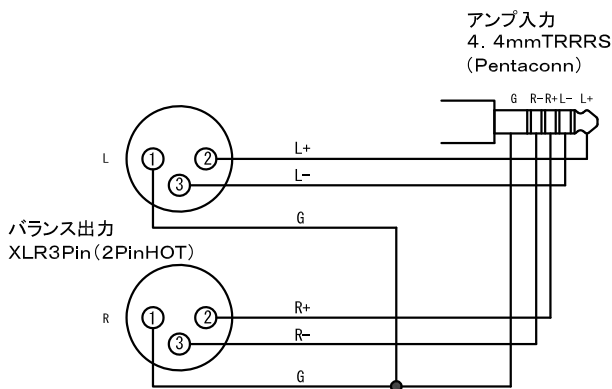 アンプ入力
4．4mmTRRRS
(Pentaconn)
G R- R+ L- L+
L
1 2
3
L+
L-
G
バランス出力
XLR3Pin(2PinHOT)
R
1 2
3
R+
R-
G